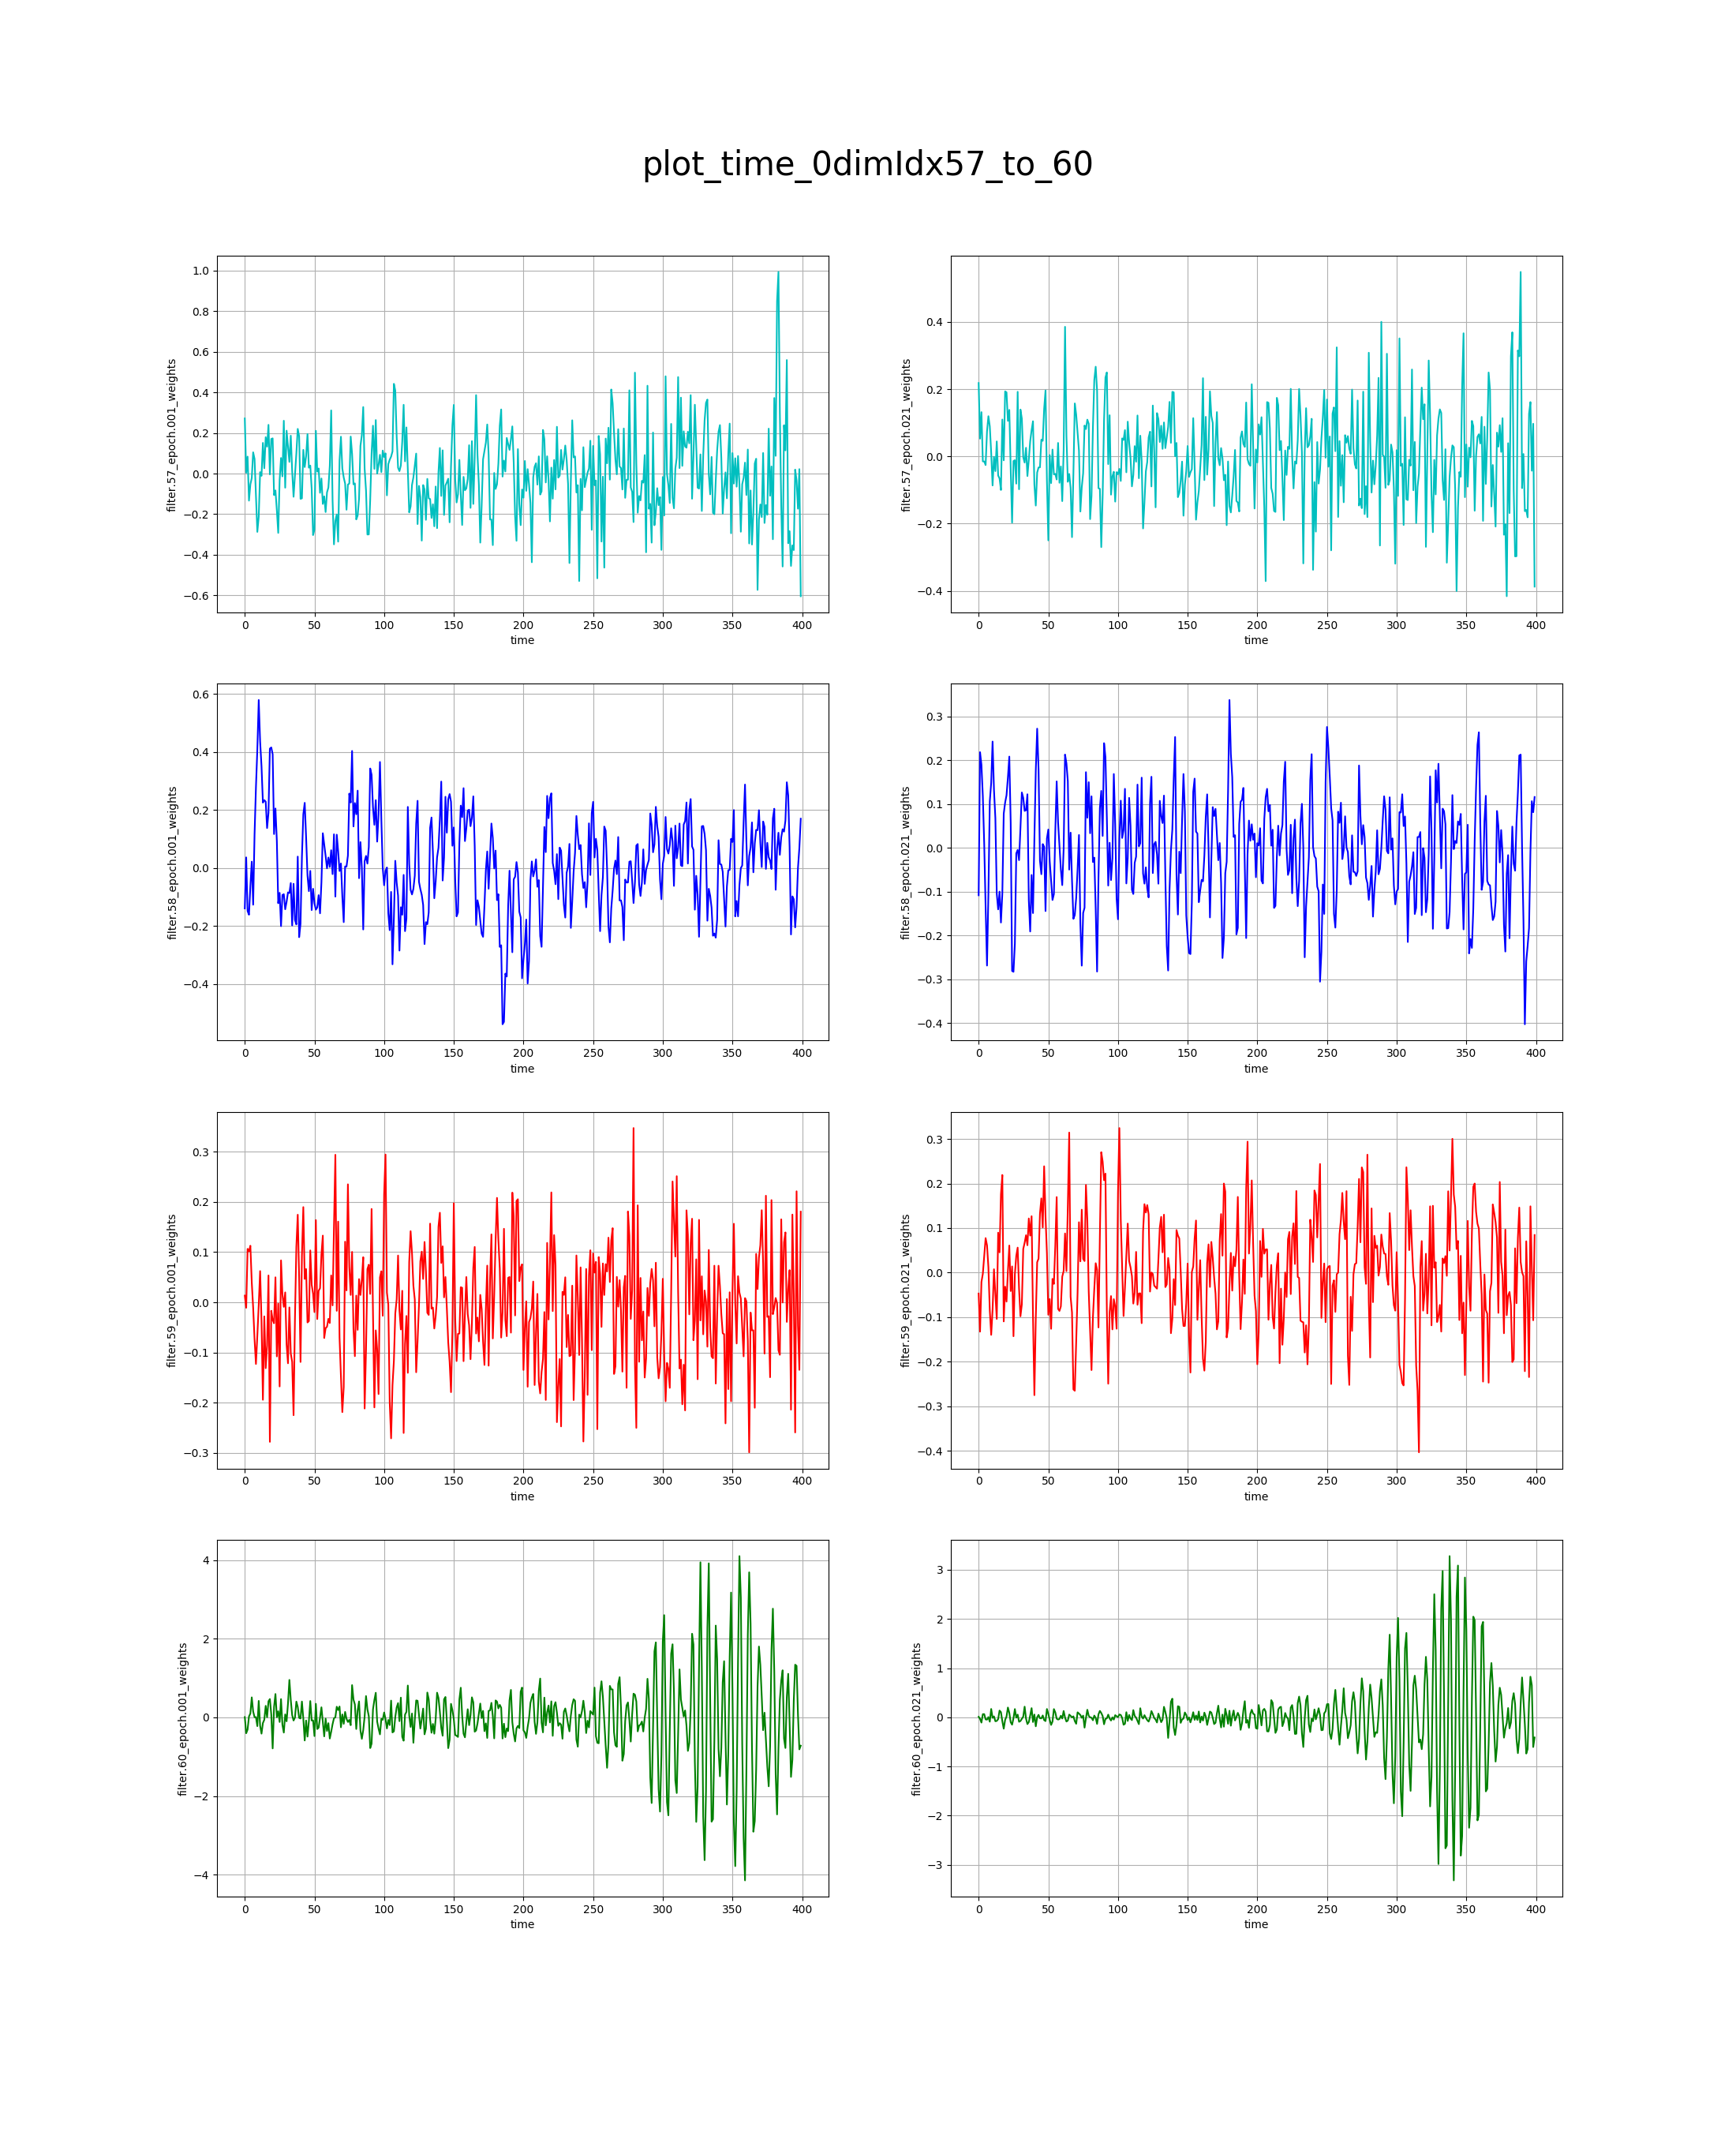 plot_time_0dimIdx57_to_60
filter.57_epoch.001_weights
1.0
0.8
0.6
0.4
0.2
0.0
−0.2
−0.4
−0.6
0 50 100 150 200 250 300 350 400
time
filter.57_epoch.021_weights
0.4
0.2
0.0
−0.2
−0.4
0 50 100 150 200 250 300 350 400
time
filter.58_epoch.001_weights
0.6
0.4
0.2
0.0
−0.2
−0.4
0 50 100 150 200 250 300 350 400
time
filter.58_epoch.021_weights
0.3
0.2
0.1
0.0
−0.1
−0.2
−0.3
−0.4
0 50 100 150 200 250 300 350 400
time
filter.59_epoch.001_weights
0.3
0.2
0.1
0.0
−0.1
−0.2
−0.3
0 50 100 150 200 250 300 350 400
time
filter.59_epoch.021_weights
0.3
0.2
0.1
0.0
−0.1
−0.2
−0.3
−0.4
0 50 100 150 200 250 300 350 400
time
filter.60_epoch.001_weights
4
2
0
−2
−4
0 50 100 150 200 250 300 350 400
time
filter.60_epoch.021_weights
3
2
1
0
−1
−2
−3
0 50 100 150 200 250 300 350 400
time